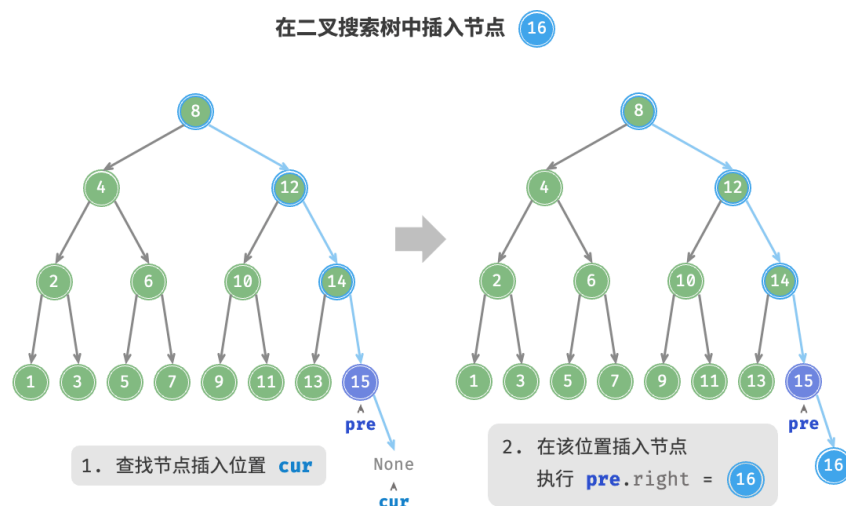 在二叉搜索树中插入节点 16
8
4 12
2 6 10 14
1 3 5 7 9 11 13 15
pre
None
cur
1. 查找节点插入位置 cur
8
4 12
2 6 10 14
1 3 5 7 9 11 13 15
pre
16
2. 在该位置插入节点
执行 pre.right = 16